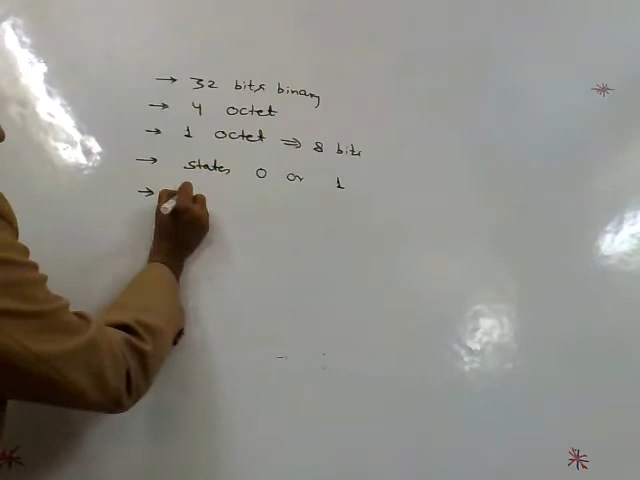 → 32 bits binary
→ 4 octet
→ 1 octet ⇒ 8 bits
→ states 0 or 1
→